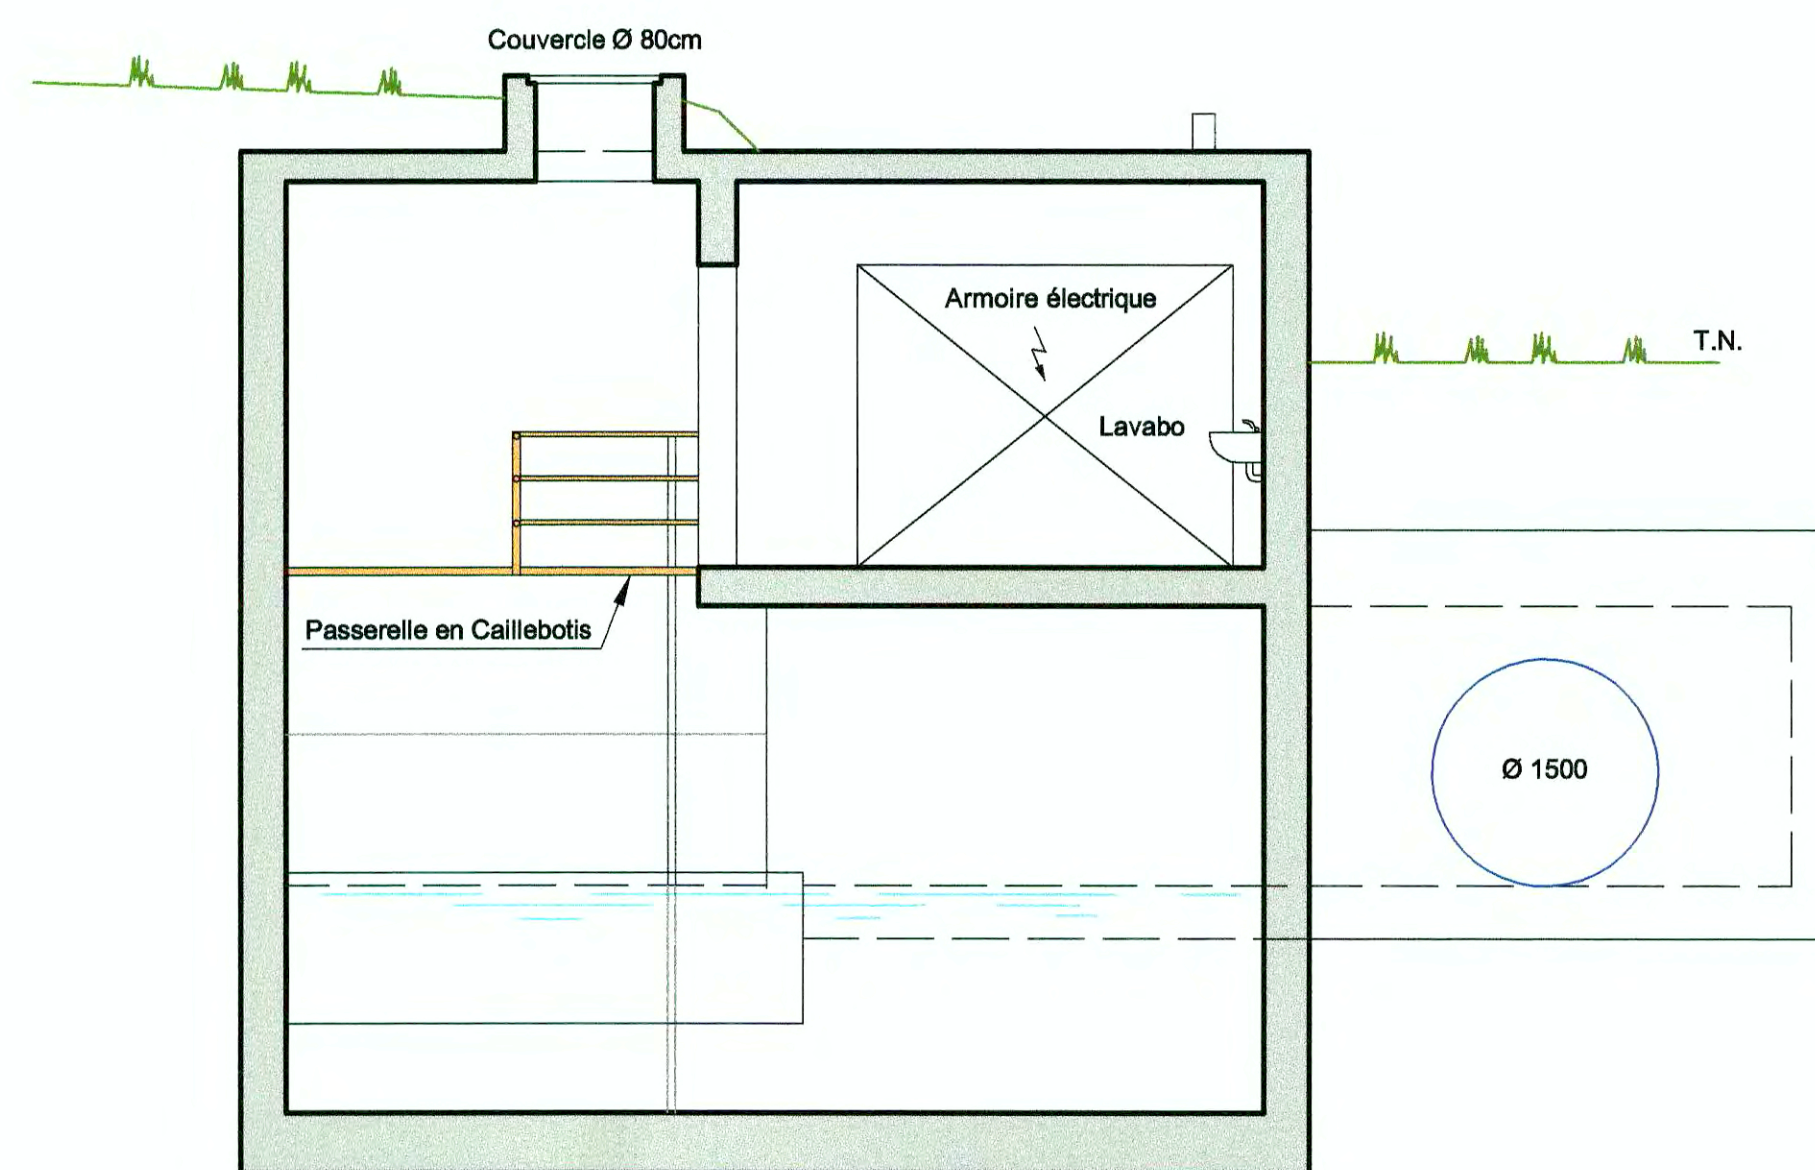 Couvercle Ø 80cm
Armoire électrique
T.N.
Lavabo
Passerelle en Caillebotis
Ø 1500